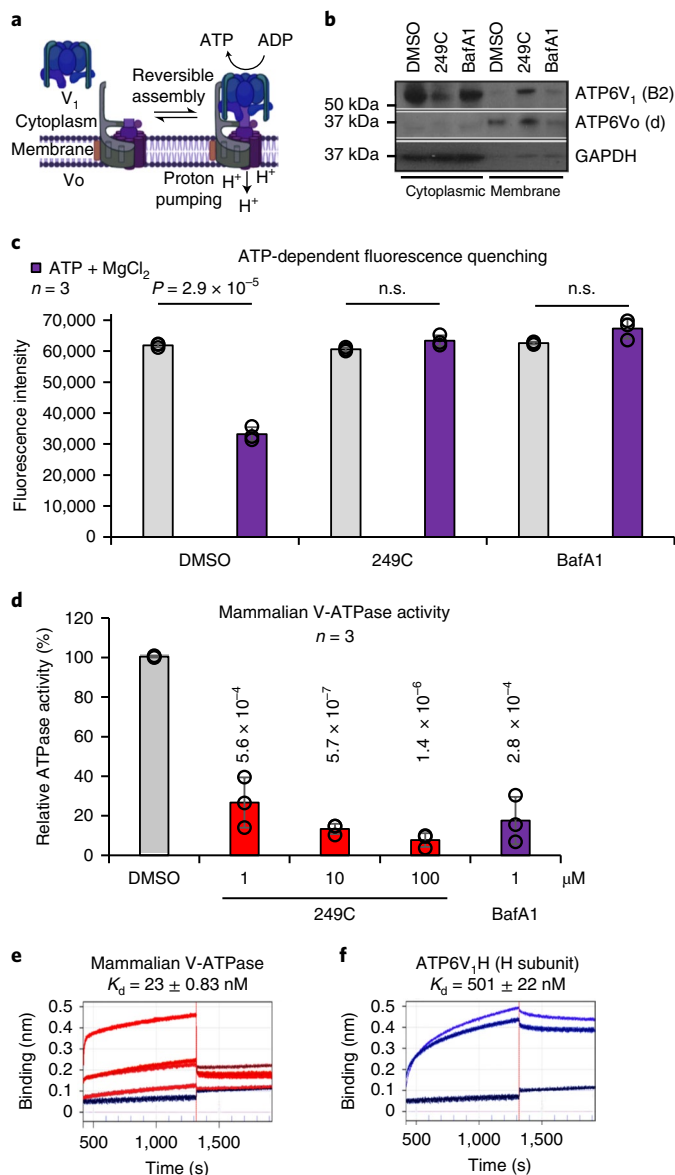 a
ATP ADP
V1
Reversible
assembly
Cytoplasm
Membrane
Vo
Proton
pumping
H+ H+
H+
b
DMSO 249C BafA1 DMSO 249C BafA1
50 kDa
37 kDa
37 kDa
ATP6V1 (B2)
ATP6Vo (d)
GAPDH
Cytoplasmic Membrane
c
ATP-dependent fluorescence quenching
ATP + MgCl2
n = 3
P = 2.9 × 10−5
n.s.
n.s.
Fluorescence intensity
70,000
60,000
50,000
40,000
30,000
20,000
10,000
0
DMSO 249C BafA1
d
Mammalian V-ATPase activity
n = 3
Relative ATPase activity (%)
120
100
80
60
40
20
0
5.6 × 10−4
5.7 × 10−7
1.4 × 10−6
2.8 × 10−4
DMSO 1 10 100 1 μM
249C BafA1
e
Mammalian V-ATPase
Kd = 23 ± 0.83 nM
Binding (nm)
0.5
0.4
0.3
0.2
0.1
0
500 1,000 1,500
Time (s)
f
ATP6V1H (H subunit)
Kd = 501 ± 22 nM
Binding (nm)
0.5
0.4
0.3
0.2
0.1
0
500 1,000 1,500
Time (s)